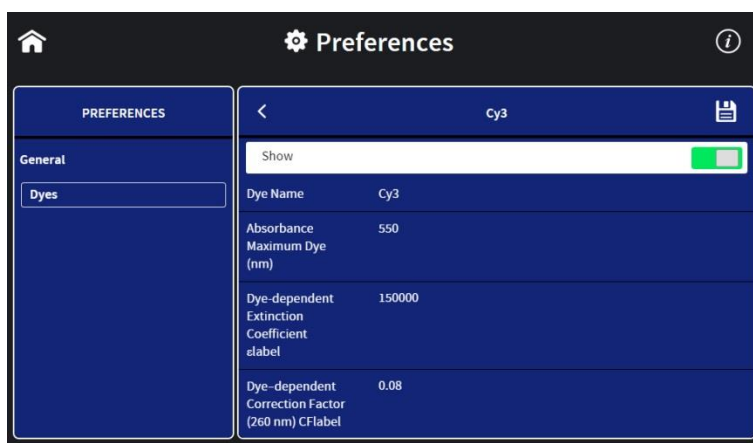 Preferences
PREFERENCES
Cy3
General
Show
Dyes
Dye Name Cy3
Absorbance 550
Maximum Dye
(nm)
Dye-dependent 150000
Extinction
Coefficient
εlabel
Dye-dependent 0.08
Correction Factor
(260 nm) CFlabel